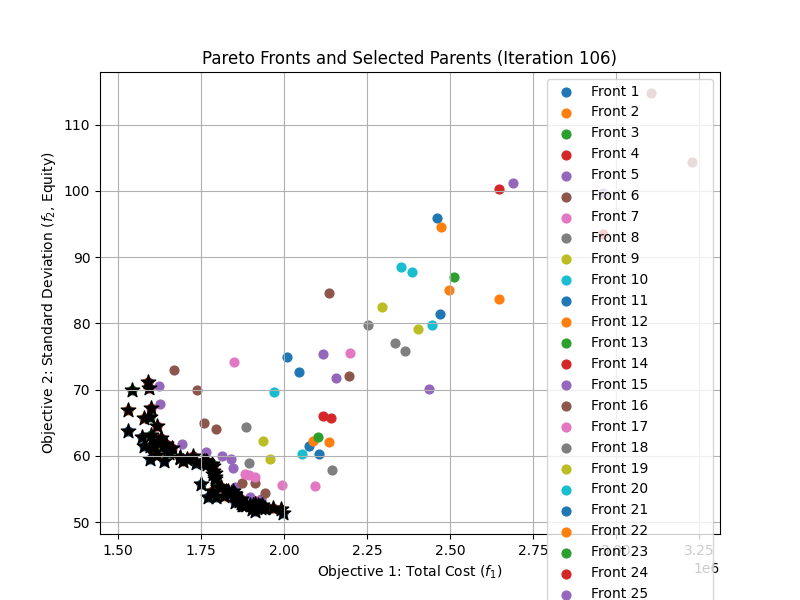 Pareto Fronts and Selected Parents (Iteration 106)
Objective 2: Standard Deviation (f₂, Equity)
110
100
90
80
70
60
50
1.50
1.75
2.00
2.25
2.50
2.75
3.25
1e6
Objective 1: Total Cost (f₁)
Front 1
Front 2
Front 3
Front 4
Front 5
Front 6
Front 7
Front 8
Front 9
Front 10
Front 11
Front 12
Front 13
Front 14
Front 15
Front 16
Front 17
Front 18
Front 19
Front 20
Front 21
Front 22
Front 23
Front 24
Front 25